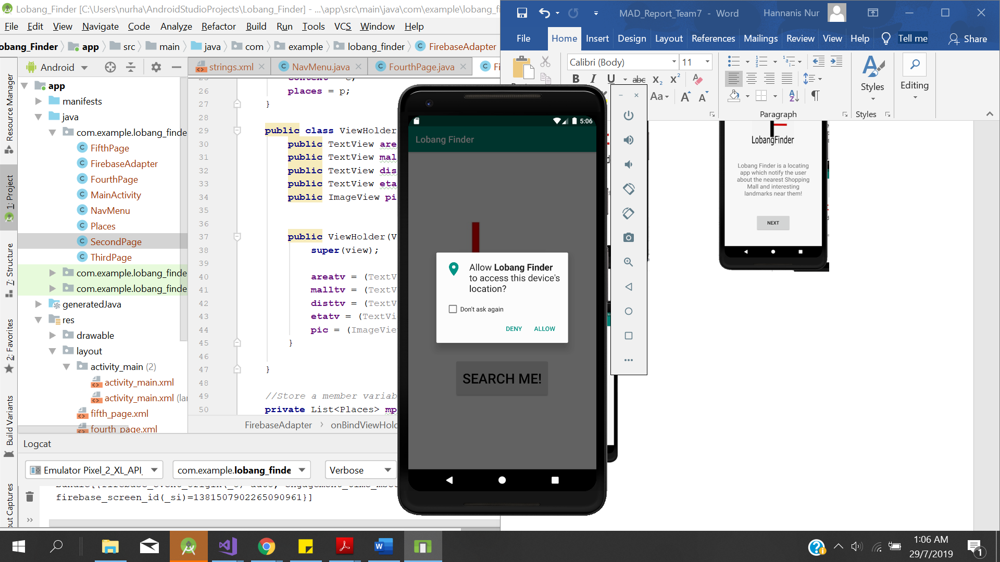 Lobang_Finder [C:\Users\nurha\AndroidStudioProjects\Lobang_Finder] - ...\app\src\main\java\com\example\lobang_fi
File Edit View Navigate Code Analyze Refactor Build Run Tools VCS Window Help
obang_Finder app src main java com example lobang_finder FirebaseAdapter
Android
strings.xml NavMenu.java FourthPage.java Fi
Resource Manager
1: Project
7: Structure
2: Favorites
Build Variants
out Captures
app
manifests
java
com.example.lobang_finde
FifthPage
FirebaseAdapter
FourthPage
MainActivity
NavMenu
Places
SecondPage
ThirdPage
com.example.lobang_finde
com.example.lobang_finde
generatedJava
res
drawable
layout
activity_main (2)
activity_main.xml
activity_main.xml (lan
fifth_page.xml
fourth_page.xml
26 places = p;
27 }
28
29 public class ViewHolder
30 public TextView are
31 public TextView mal
32 public TextView dis
33 public TextView eta
34 public ImageView pi
35
36
37 public ViewHolder(V
38 super(view);
39
40 areatv = (TextV
41 malltv = (TextV
42 disttv = (TextV
43 etatv = (TextVi
44 pic = (ImageView
45 }
46
47 }
48
49 //Store a member variab
50 private List<Places> mp
FirebaseAdapter › onBindViewHold
Logcat
Emulator Pixel_2_XL_API_ com.example.lobang_finde Verbose
firebase_screen_id(_si)=1381507902265090961}]
5:06
Lobang Finder
Allow Lobang Finder
to access this device's
location?
Don't ask again
DENY ALLOW
SEARCH ME!
MAD_Report_Team7 - Word Hannanis Nur
File Home Insert Design Layout References Mailings Review View Help Tell me Share
Calibri (Body) 11
B I U abc X2 X2
Aa A A
Paragraph
Styles
Styles
Editing
LobangFinder
Lobang Finder is a locating
app which notify the user
about the nearest Shopping
Mall and interesting
landmarks near them!
NEXT
1:06 AM
29/7/2019
1